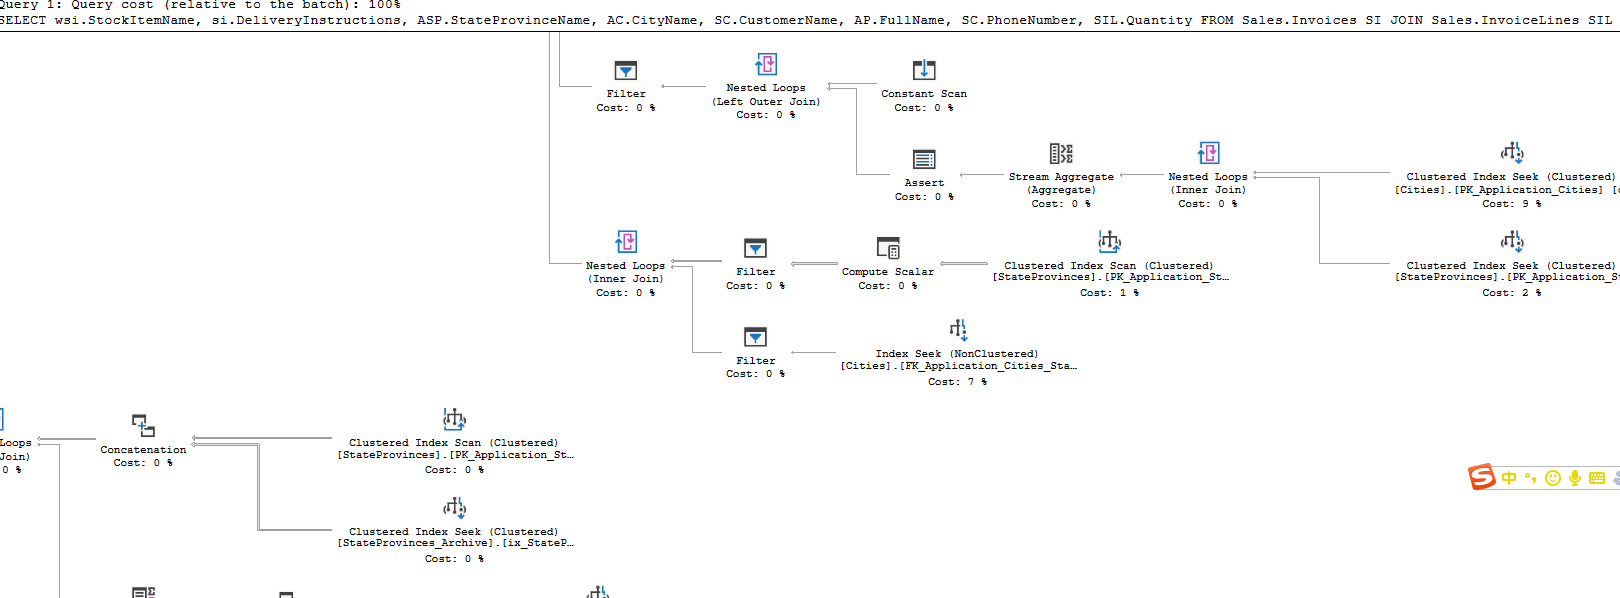 Query 1: Query cost (relative to the batch): 100%
SELECT wsi.StockItemName, si.DeliveryInstructions, ASP.StateProvinceName, AC.CityName, SC.CustomerName, AP.FullName, SC.PhoneNumber, SIL.Quantity FROM Sales.Invoices SI JOIN Sales.InvoiceLines SIL
Filter
Cost: 0 %
Nested Loops
(Left Outer Join)
Cost: 0 %
Constant Scan
Cost: 0 %
Assert
Cost: 0 %
Stream Aggregate
(Aggregate)
Cost: 0 %
Nested Loops
(Inner Join)
Cost: 0 %
Clustered Index Seek (Clustered)
[Cities].[PK_Application_Cities] [
Cost: 9 %
Nested Loops
(Inner Join)
Cost: 0 %
Filter
Cost: 0 %
Compute Scalar
Cost: 0 %
Clustered Index Scan (Clustered)
[StateProvinces].[PK_Application_St…
Cost: 1 %
Clustered Index Seek (Clustered)
[StateProvinces].[PK_Application_S
Cost: 2 %
Filter
Cost: 0 %
Index Seek (NonClustered)
[Cities].[FK_Application_Cities_Sta…
Cost: 7 %
Loops
Join)
0 %
Concatenation
Cost: 0 %
Clustered Index Scan (Clustered)
[StateProvinces].[PK_Application_St…
Cost: 0 %
Clustered Index Seek (Clustered)
[StateProvinces_Archive].[ix_StateP…
Cost: 0 %
S 中